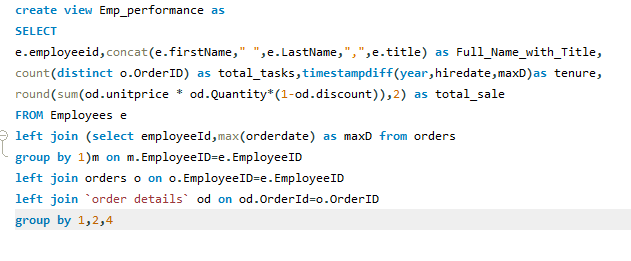 create view Emp_performance as
SELECT
e.employeeid,concat(e.firstName," ",e.LastName,",",e.title) as Full_Name_with_Title,
count(distinct o.OrderID) as total_tasks,timestampdiff(year,hiredate,maxD)as tenure,
round(sum(od.unitprice * od.Quantity*(1-od.discount)),2) as total_sale
FROM Employees e
left join (select employeeId,max(orderdate) as maxD from orders
group by 1)m on m.EmployeeID=e.EmployeeID
left join orders o on o.EmployeeID=e.EmployeeID
left join `order details` od on od.OrderId=o.OrderID
group by 1,2,4